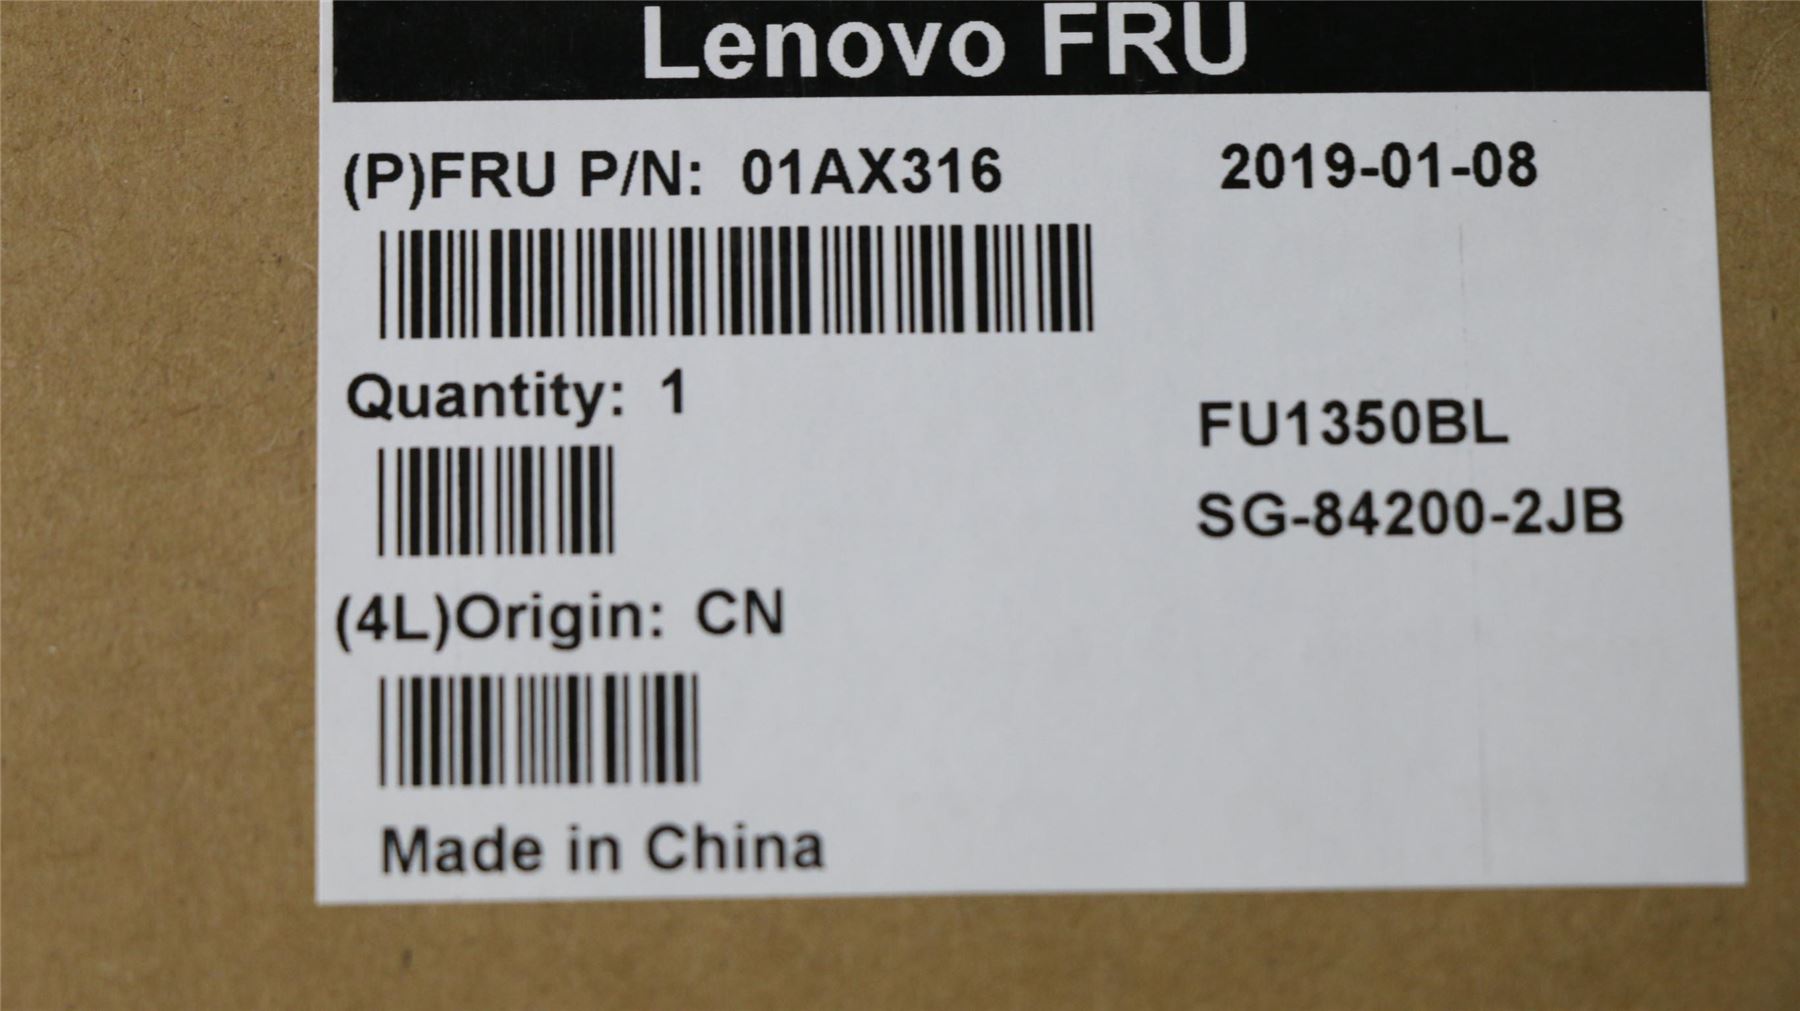 Lenovo FRU
(P)FRU P/N: 01AX316 2019-01-08
Quantity: 1
FU1350BL
SG-84200-2JB
(4L)Origin: CN
Made in China